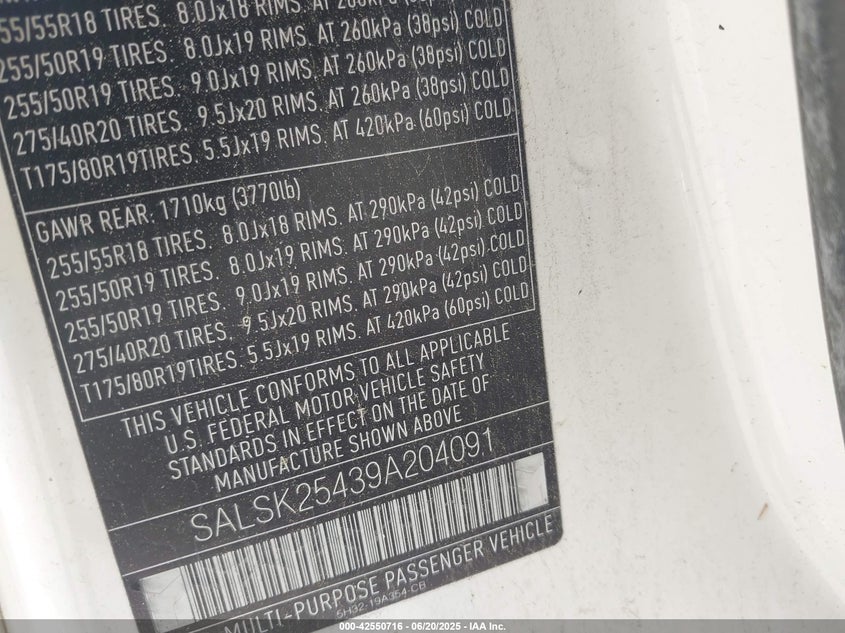 55/55R18 TIRES. 8.0Jx18 RIMS. AT 260kPa
255/50R19 TIRES. 8.0Jx19 RIMS. AT 260kPa (38psi) COLD
255/50R19 TIRES. 9.0Jx19 RIMS. AT 260kPa (38psi) COLD
275/40R20 TIRES. 9.5Jx20 RIMS. AT 260kPa (38psi) COLD
T175/80R19TIRES. 5.5Jx19 RIMS. AT 420kPa (60psi) COLD
GAWR REAR: 1710kg (3770lb)
255/55R18 TIRES. 8.0Jx18 RIMS. AT 290kPa (42psi) COLD
255/50R19 TIRES. 8.0Jx19 RIMS. AT 290kPa (42psi) COLD
255/50R19 TIRES. 9.0Jx19 RIMS. AT 290kPa (42psi) COLD
275/40R20 TIRES. 9.5Jx20 RIMS. AT 290kPa (42psi) COLD
T175/80R19TIRES. 5.5Jx19 RIMS. AT 420kPa (60psi) COLD
THIS VEHICLE CONFORMS TO ALL APPLICABLE
U.S. FEDERAL MOTOR VEHICLE SAFETY
STANDARDS IN EFFECT ON THE DATE OF
MANUFACTURE SHOWN ABOVE
SALSK25439A204091
MULTI-PURPOSE PASSENGER VEHICLE
5H32-19A354-CB
000-42550716 - 06/20/2025 - IAA Inc.